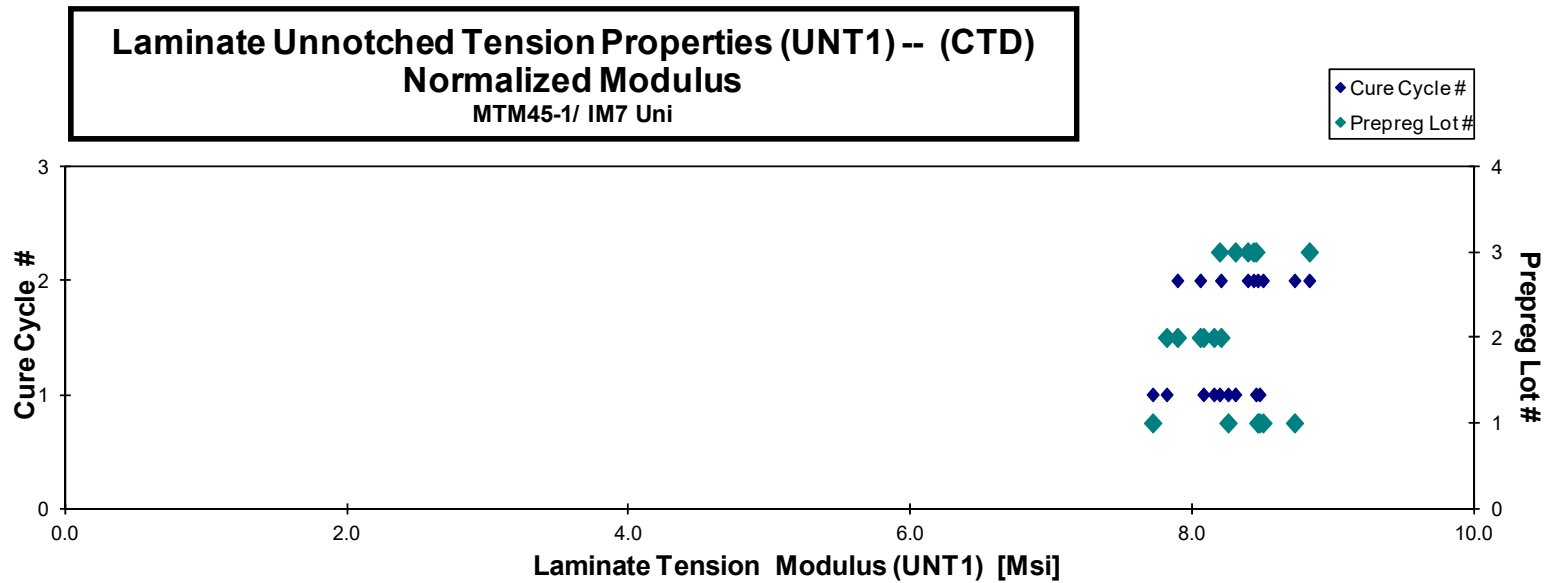 Laminate Unnotched Tension Properties (UNT1) -- (CTD)
Normalized Modulus
MTM45-1/ IM7 Uni
Cure Cycle #
Prepreg Lot #
3
2
1
0
Cure Cycle #
4
3
2
1
0
Prepreg Lot #
0.0 2.0 4.0 6.0 8.0 10.0
Laminate Tension Modulus (UNT1) [Msi]